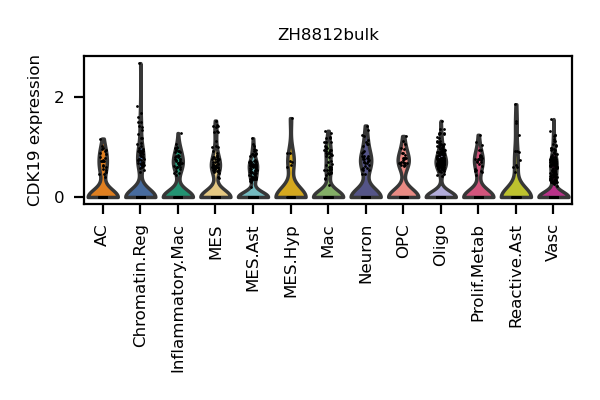 ZH8812bulk
CDK19 expression
2
0
AC
Chromatin.Reg
Inflammatory.Mac
MES
MES.Ast
MES.Hyp
Mac
Neuron
OPC
Oligo
Prolif.Metab
Reactive.Ast
Vasc